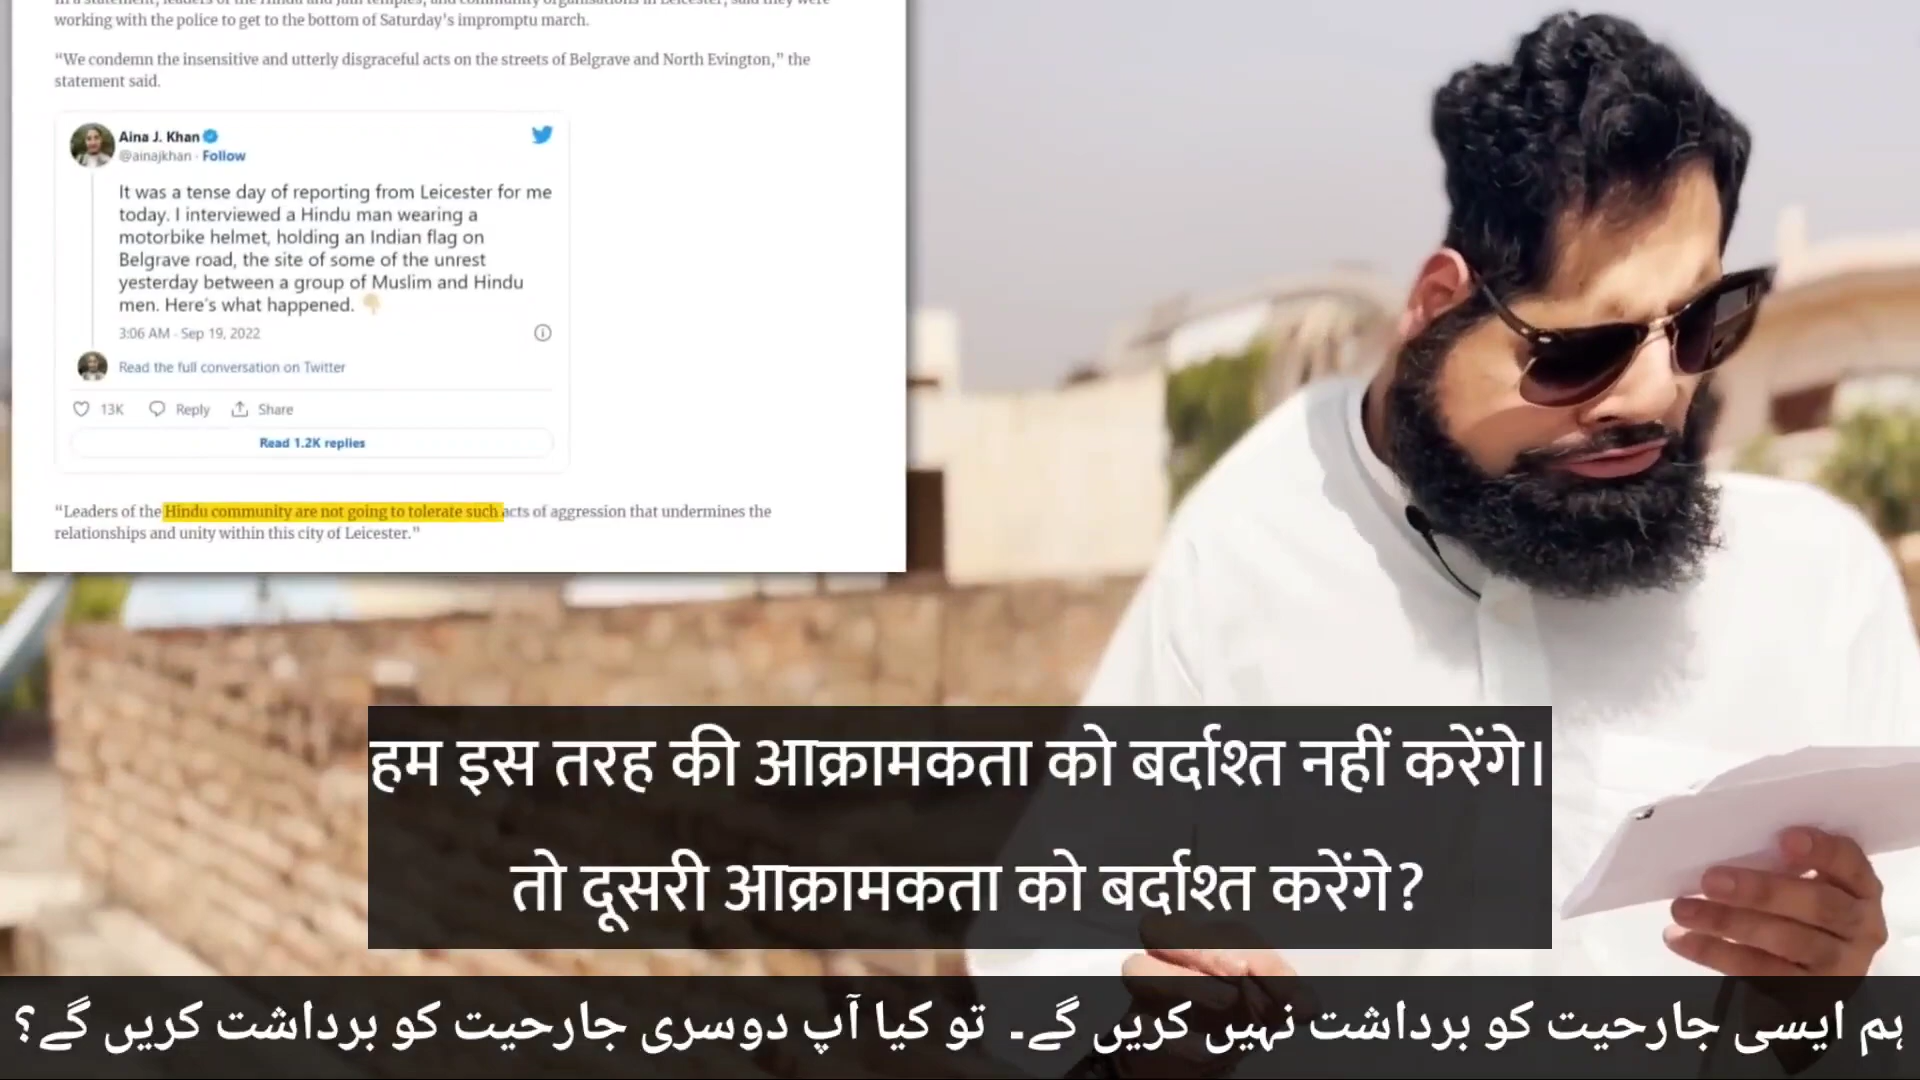 working with the police to get to the bottom of Saturday's impromptu march.
“We condemn the insensitive and utterly disgraceful acts on the streets of Belgrave and North Evington,” the
statement said.
Aina J. Khan
@ainajkhan · Follow
It was a tense day of reporting from Leicester for me
today. I interviewed a Hindu man wearing a
motorbike helmet, holding an Indian flag on
Belgrave road, the site of some of the unrest
yesterday between a group of Muslim and Hindu
men. Here's what happened. 👇🏼
3:06 AM · Sep 19, 2022
Read the full conversation on Twitter
13K Reply Share
Read 1.2K replies
“Leaders of the Hindu community are not going to tolerate such acts of aggression that undermines the
relationships and unity within this city of Leicester.”
हम इस तरह की आक्रामकता को बर्दाश्त नहीं करेंगे।
तो दूसरी आक्रामकता को बर्दाश्त करेंगे?
ہم ایسی جارحیت کو برداشت نہیں کریں گے۔ تو کیا آپ دوسری جارحیت کو برداشت کریں گے؟